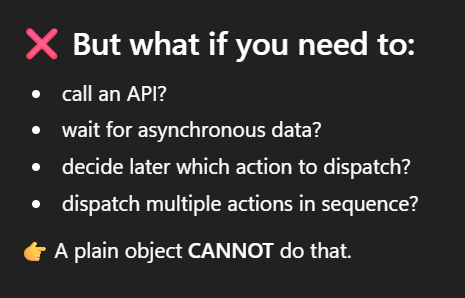 ❌ But what if you need to:
• call an API?
• wait for asynchronous data?
• decide later which action to dispatch?
• dispatch multiple actions in sequence?
👉 A plain object CANNOT do that.